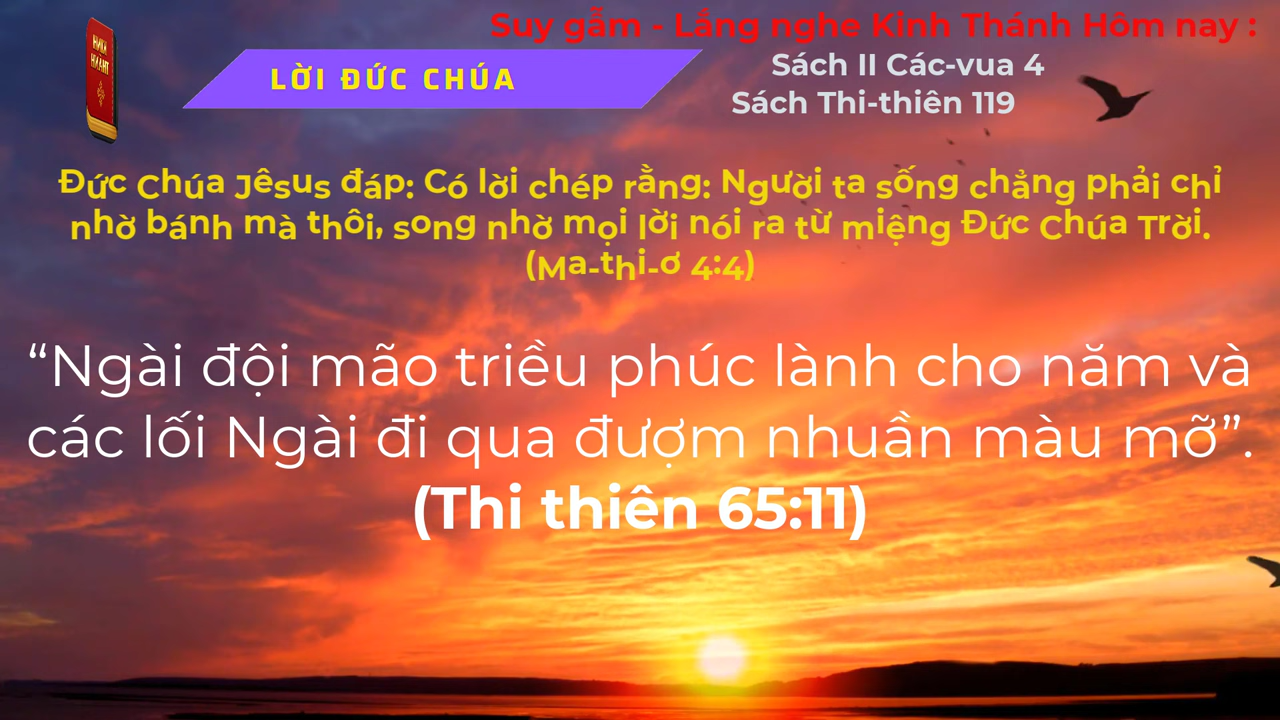 Suy gẫm - Lắng nghe Kinh Thánh Hôm nay :
KINH
THÁNH
LỜI ĐỨC CHÚA
Sách II Các-vua 4
Sách Thi-thiên 119
Đức Chúa Jêsus đáp: Có lời chép rằng: Người ta sống chẳng phải chỉ
nhờ bánh mà thôi, song nhờ mọi lời nói ra từ miệng Đức Chúa Trời.
(Ma-thi-ơ 4:4)
“Ngài đội mão triều phúc lành cho năm và
các lối Ngài đi qua đượm nhuần màu mỡ”.
(Thi thiên 65:11)